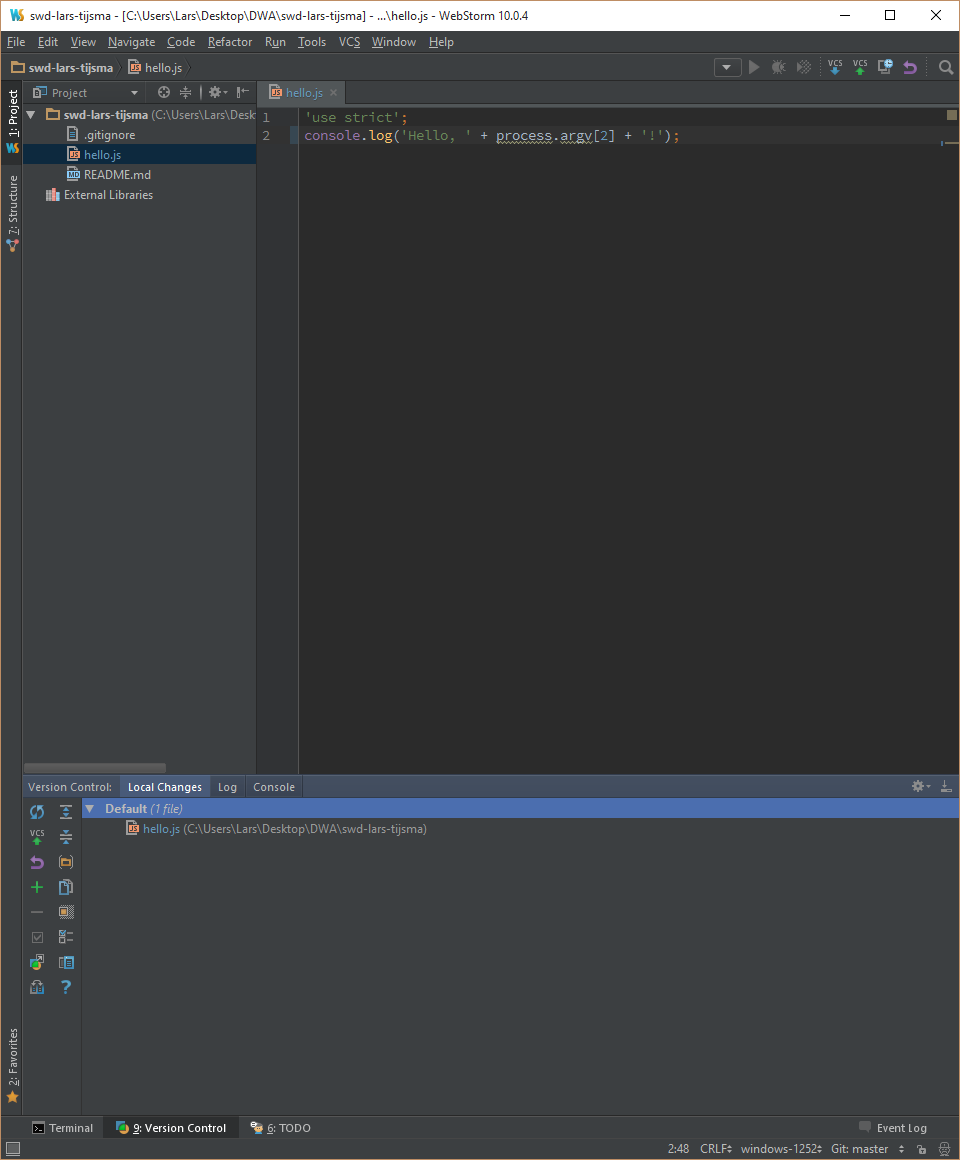 WS swd-lars-tijsma - [C:\Users\Lars\Desktop\DWA\swd-lars-tijsma] - ...\hello.js - WebStorm 10.0.4
File Edit View Navigate Code Refactor Run Tools VCS Window Help
swd-lars-tijsma hello.js VCS VCS
1: Project
Project
hello.js
swd-lars-tijsma (C:\Users\Lars\Desk
.gitignore
hello.js
README.md
External Libraries
1 'use strict';
2 console.log('Hello, ' + process.argv[2] + '!');
7: Structure
Version Control: Local Changes Log Console
Default (1 file)
hello.js (C:\Users\Lars\Desktop\DWA\swd-lars-tijsma)
VCS
2: Favorites
Terminal 9: Version Control 6: TODO Event Log
2:48 CRLF windows-1252 Git: master